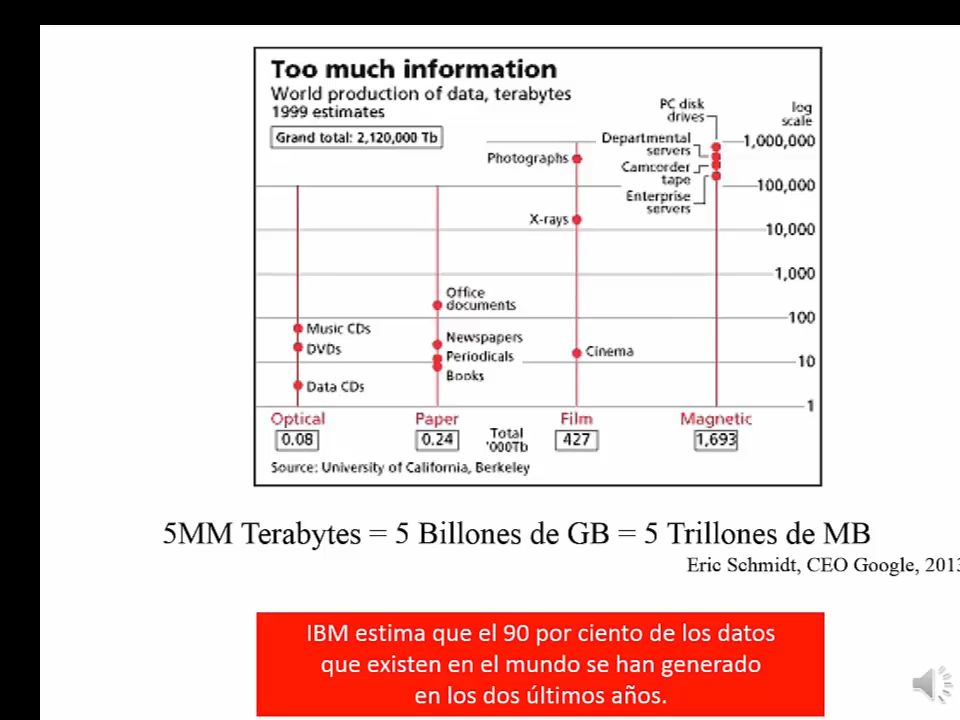 Too much information
World production of data, terabytes
1999 estimates
Grand total: 2,120,000 Tb
PC disk
drives
log
scale
Departmental
servers
1,000,000
Photographs
Camcorder
tape
100,000
Enterprise
servers
X-rays
10,000
1,000
Office
documents
100
Music CDs
Newspapers
DVDs
Periodicals
Cinema
10
Books
Data CDs
1
Optical
Paper
Film
Magnetic
0.08
0.24
Total
'000Tb
427
1,693
Source: University of California, Berkeley
5MM Terabytes = 5 Billones de GB = 5 Trillones de MB
Eric Schmidt, CEO Google, 2013
IBM estima que el 90 por ciento de los datos
que existen en el mundo se han generado
en los dos últimos años.